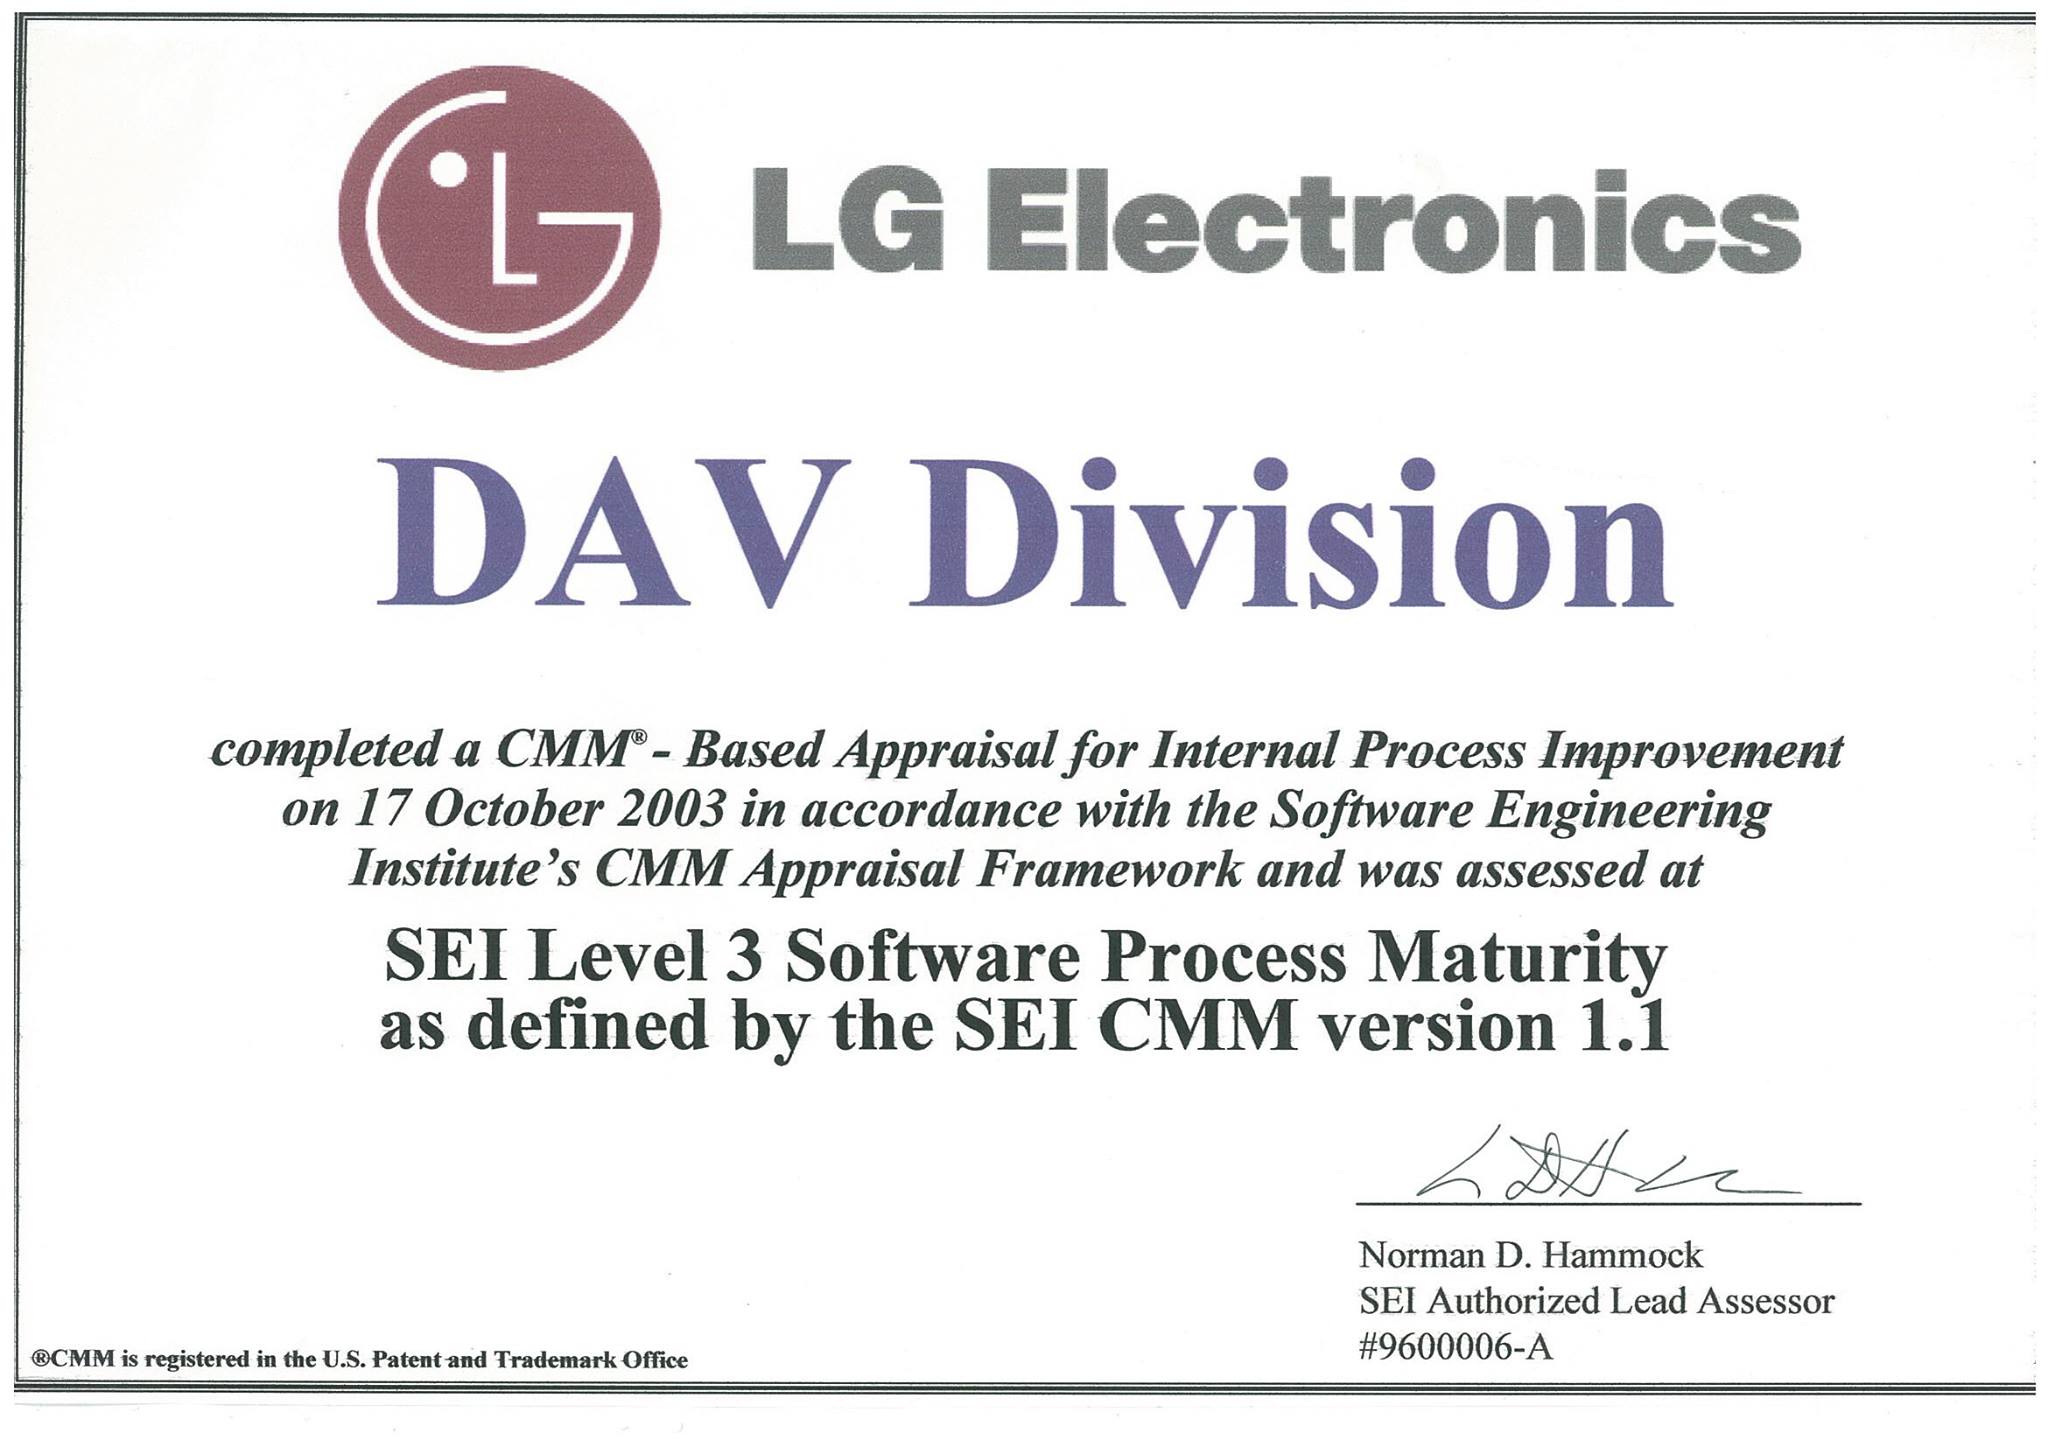 LG Electronics
DAV Division
completed a CMM® - Based Appraisal for Internal Process Improvement
on 17 October 2003 in accordance with the Software Engineering
Institute's CMM Appraisal Framework and was assessed at
SEI Level 3 Software Process Maturity
as defined by the SEI CMM version 1.1
Norman D. Hammock
SEI Authorized Lead Assessor
#9600006-A
®CMM is registered in the U.S. Patent and Trademark Office